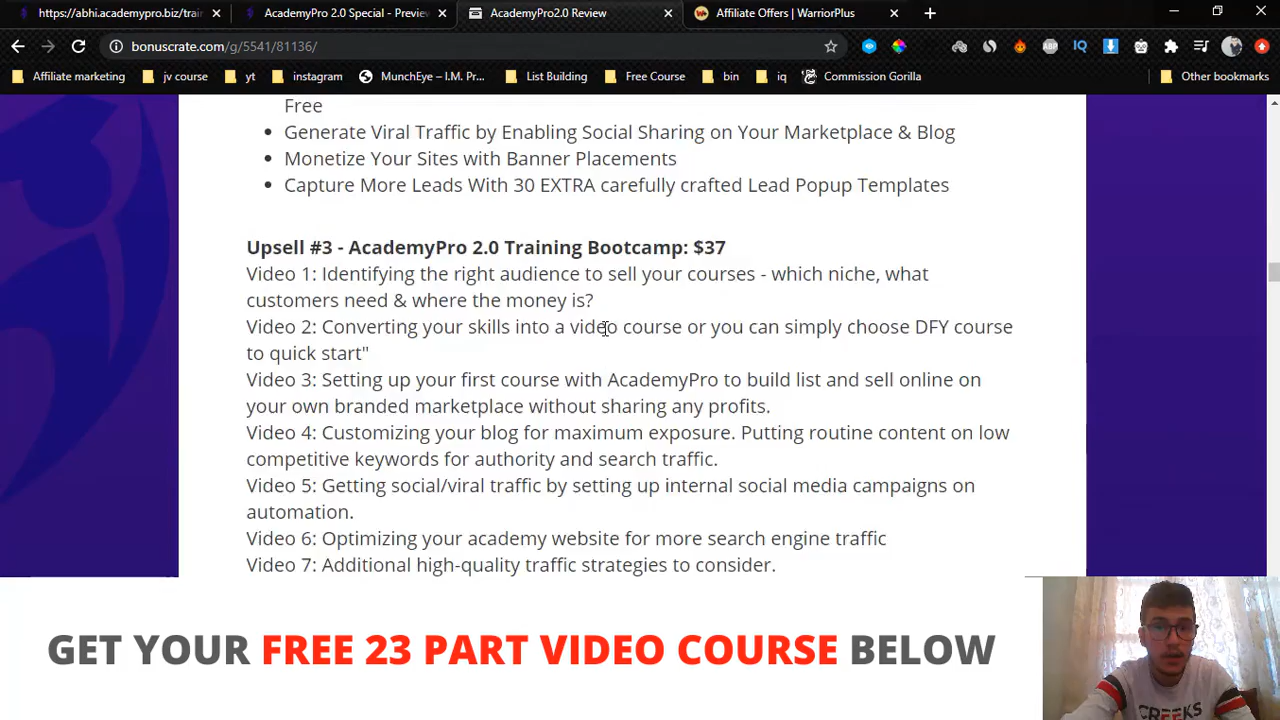 https://abhi.academypro.biz/train
AcademyPro 2.0 Special - Preview
AcademyPro2.0 Review
Affiliate Offers | WarriorPlus
bonuscrate.com/g/5541/81136/
ABP
IQ
Affiliate marketing
jv course
yt
instagram
MunchEye – I.M. Pr...
List Building
Free Course
bin
iq
Commission Gorilla
Other bookmarks
Free
• Generate Viral Traffic by Enabling Social Sharing on Your Marketplace & Blog
• Monetize Your Sites with Banner Placements
• Capture More Leads With 30 EXTRA carefully crafted Lead Popup Templates
Upsell #3 - AcademyPro 2.0 Training Bootcamp: $37
Video 1: Identifying the right audience to sell your courses - which niche, what
customers need & where the money is?
Video 2: Converting your skills into a video course or you can simply choose DFY course
to quick start"
Video 3: Setting up your first course with AcademyPro to build list and sell online on
your own branded marketplace without sharing any profits.
Video 4: Customizing your blog for maximum exposure. Putting routine content on low
competitive keywords for authority and search traffic.
Video 5: Getting social/viral traffic by setting up internal social media campaigns on
automation.
Video 6: Optimizing your academy website for more search engine traffic
Video 7: Additional high-quality traffic strategies to consider.
GET YOUR FREE 23 PART VIDEO COURSE BELOW